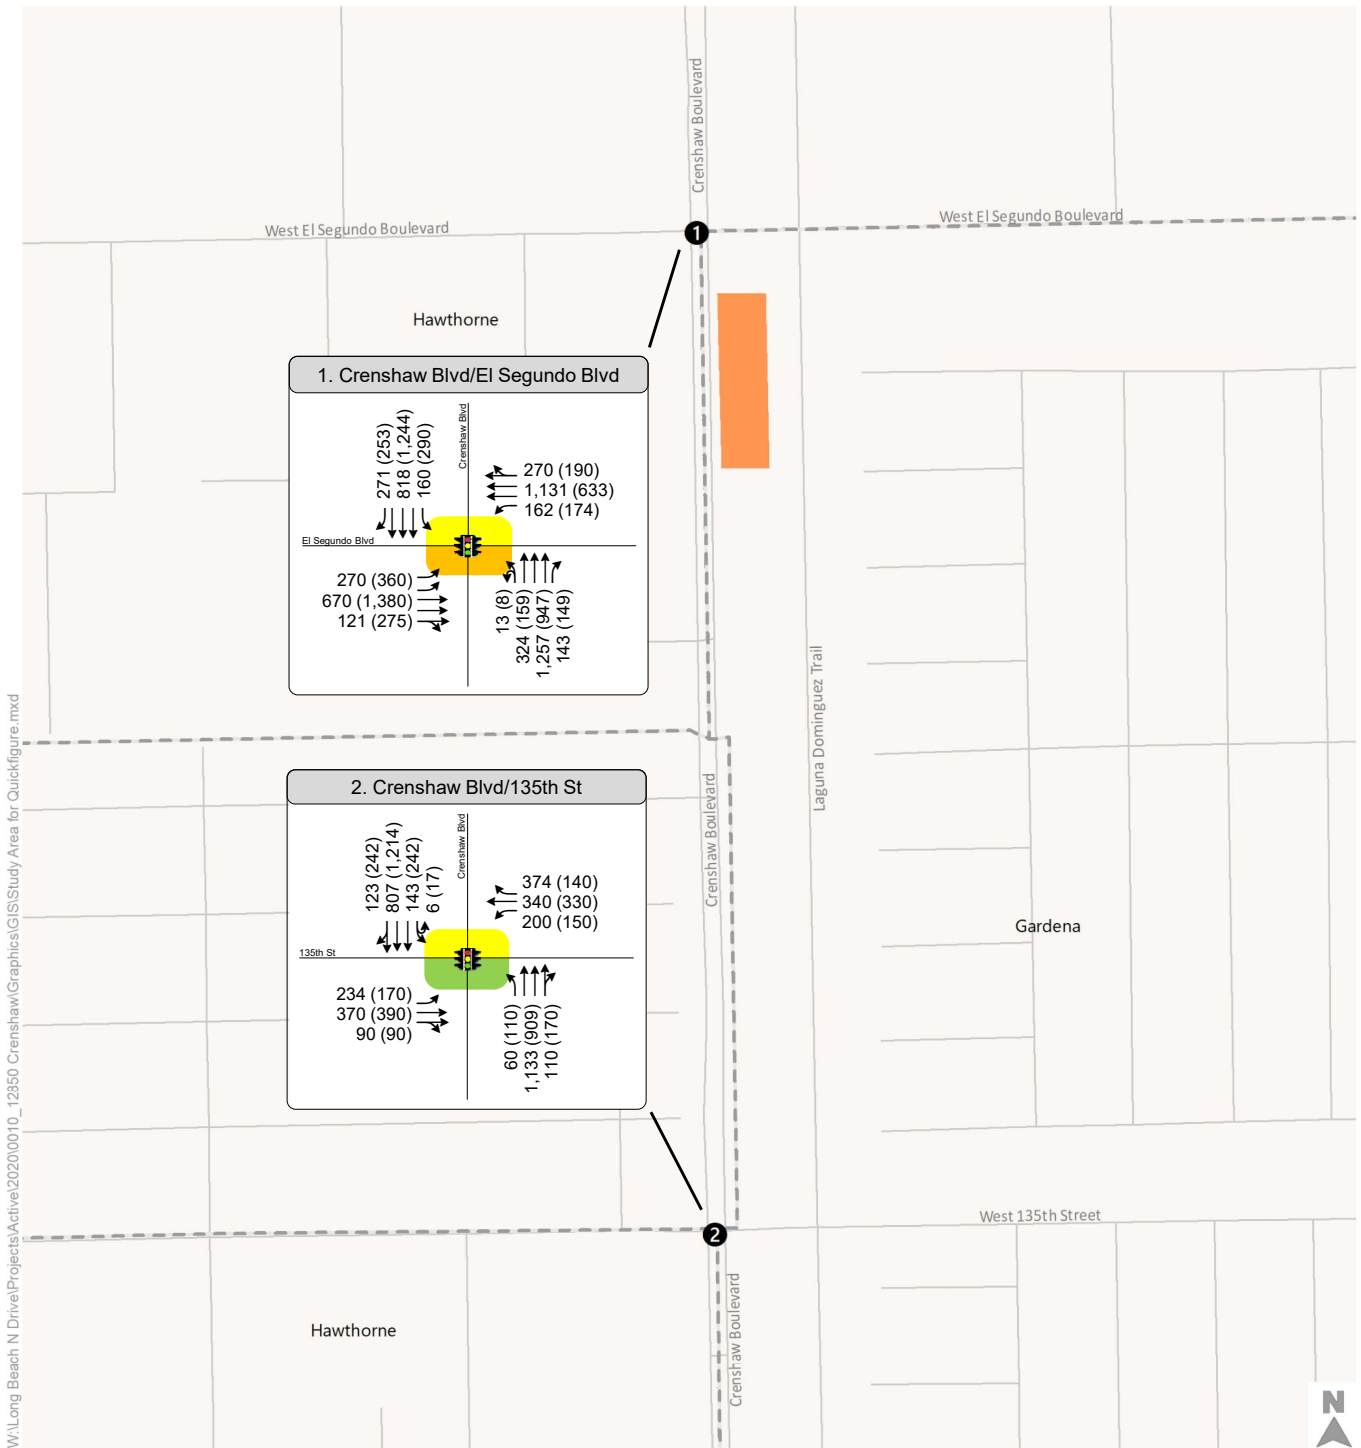 Crenshaw Boulevard
West El Segundo Boulevard
West El Segundo Boulevard
1
Hawthorne
1. Crenshaw Blvd/El Segundo Blvd
271 (253)
818 (1,244)
160 (290)
Crenshaw Blvd
270 (190)
1,131 (633)
162 (174)
El Segundo Blvd
270 (360)
670 (1,380)
121 (275)
13 (8)
324 (159)
1,257 (947)
143 (149)
Laguna Dominguez Trail
Crenshaw Boulevard
2. Crenshaw Blvd/135th St
123 (242)
807 (1,214)
143 (242)
6 (17)
Crenshaw Blvd
374 (140)
340 (330)
200 (150)
135th St
234 (170)
370 (390)
90 (90)
60 (110)
1,133 (909)
110 (170)
Gardena
West 135th Street
2
Hawthorne
Crenshaw Boulevard
N
W:\Long Beach N Drive\Projects\Active\2020\0010_12850 Crenshaw\Graphics\GIS\Study Area for Quickfigure.mxd